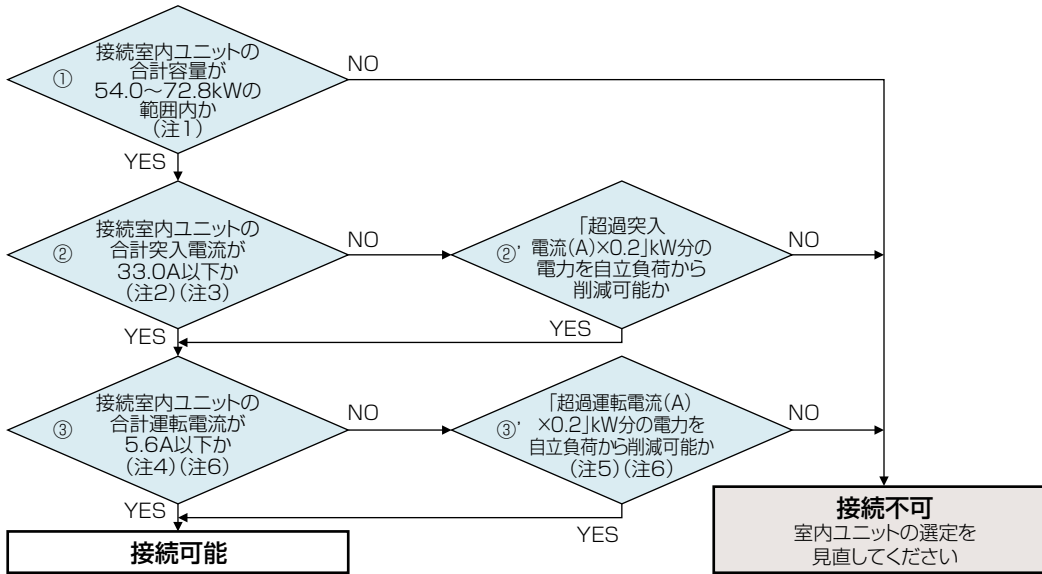 ①
接続室内ユニットの
合計容量が
54.0～72.8kWの
範囲内か
(注1)
NO
YES
②
接続室内ユニットの
合計突入電流が
33.0A以下か
(注2)(注3)
NO
②'
「超過突入
電流(A)×0.2」kW分の
電力を自立負荷から
削減可能か
NO
YES
YES
③
接続室内ユニットの
合計運転電流が
5.6A以下か
(注4)(注6)
NO
③'
「超過運転電流(A)
×0.2」kW分の電力を
自立負荷から削減可能か
(注5)(注6)
NO
YES
YES
接続可能
接続不可
室内ユニットの選定を
見直してください